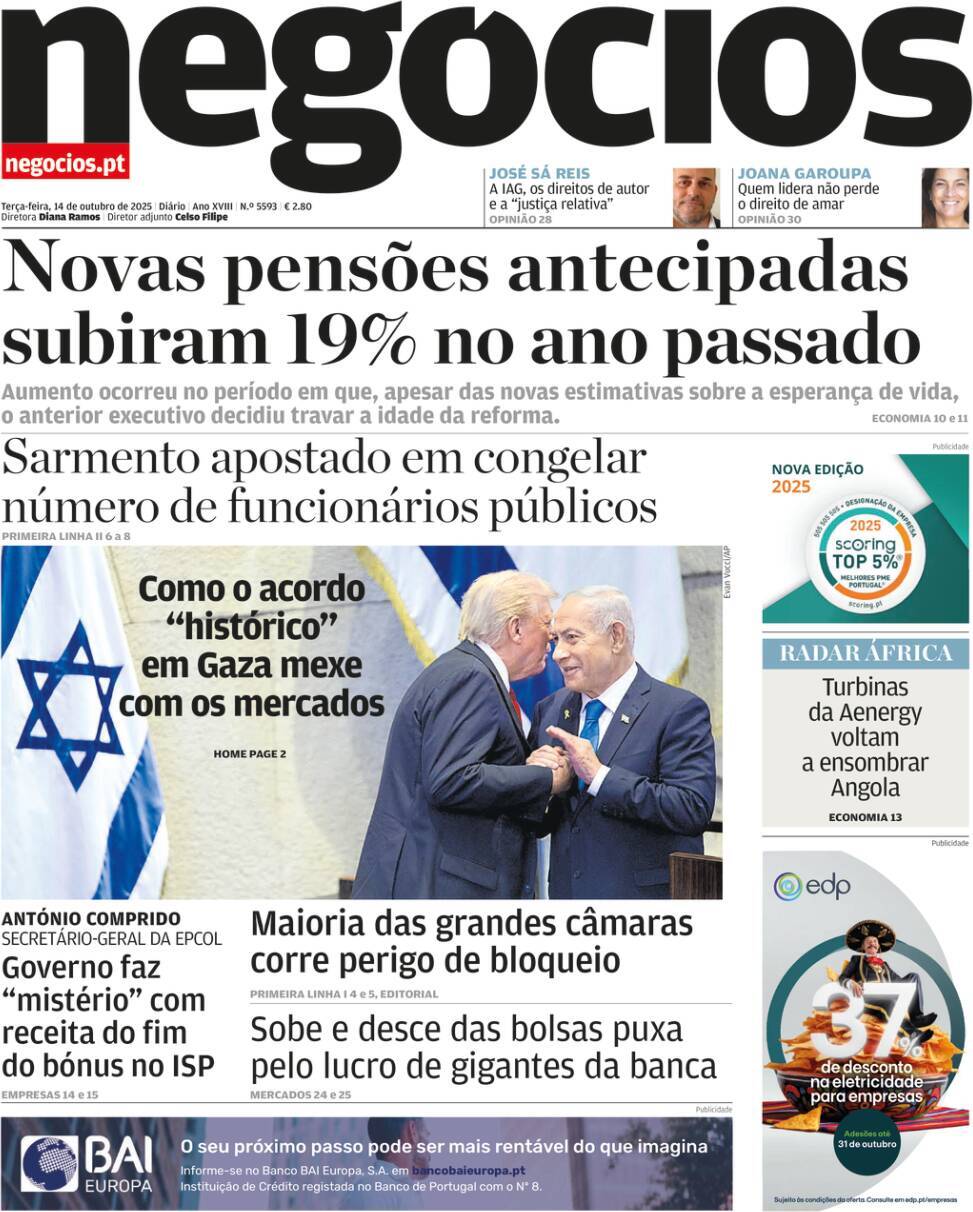 negócios
negocios.pt
Terça-feira, 14 de outubro de 2025 | Diário | Ano XVIII | N.º 5593 | € 2.80
Diretora Diana Ramos | Diretor adjunto Celso Filipe
JOSÉ SÁ REIS
A IAG, os direitos de autor
e a “justiça relativa”
OPINIÃO 28
JOANA GAROUPA
Quem lidera não perde
o direito de amar
OPINIÃO 30
Novas pensões antecipadas
subiram 19% no ano passado
Aumento ocorreu no período em que, apesar das novas estimativas sobre a esperança de vida,
o anterior executivo decidiu travar a idade da reforma.
ECONOMIA 10 e 11
Sarmento apostado em congelar
número de funcionários públicos
PRIMEIRA LINHA II 6 a 8
Como o acordo
“histórico”
em Gaza mexe
com os mercados
HOME PAGE 2
Evan Vucci/AP
Publicidade
NOVA EDIÇÃO
2025
SOS SOS SOS • DESIGNAÇÃO DA EMPRESA
2025
scoring
TOP 5%®
MELHORES PME
PORTUGAL®
scoring.pt
RADAR ÁFRICA
Turbinas
da Aenergy
voltam
a ensombrar
Angola
ECONOMIA 13
Publicidade
edp
37%
de desconto
na eletricidade
para empresas
Adesões até
31 de outubro
Sujeito às condições da oferta. Consulte em edp.pt/empresas
ANTÓNIO COMPRIDO
SECRETÁRIO-GERAL DA EPCOL
Governo faz
“mistério” com
receita do fim
do bónus no ISP
EMPRESAS 14 e 15
Maioria das grandes câmaras
corre perigo de bloqueio
PRIMEIRA LINHA I 4 e 5, EDITORIAL
Sobe e desce das bolsas puxa
pelo lucro de gigantes da banca
MERCADOS 24 e 25
Publicidade
BAI
EUROPA
O seu próximo passo pode ser mais rentável do que imagina
Informe-se no Banco BAI Europa, S.A. em bancobaieuropa.pt
Instituição de Crédito registada no Banco de Portugal com o Nº 8.